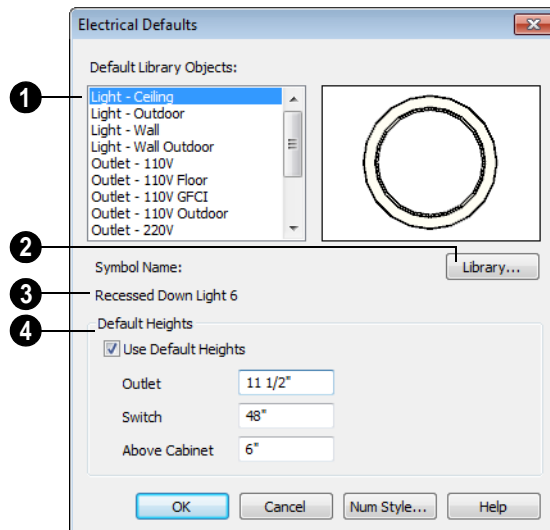 Electrical Defaults
Default Library Objects:
1
Light - Ceiling
Light - Outdoor
Light - Wall
Light - Wall Outdoor
Outlet - 110V
Outlet - 110V Floor
Outlet - 110V GFCI
Outlet - 110V Outdoor
Outlet - 220V
2
Symbol Name:
Library...
3
Recessed Down Light 6
4
Default Heights
Use Default Heights
Outlet 11 1/2"
Switch 48"
Above Cabinet 6"
OK Cancel Num Style... Help